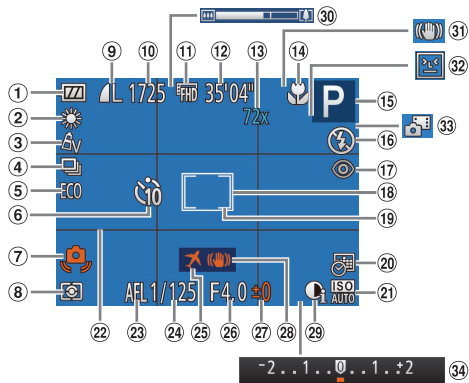 ⑨ ⑩ ⑪ ⑫ ⑬ ⑭ ㉚ ㉛
① L 1725 FHD 35'04" P ⑮ ㉜
② 72x ㉝
③ Av ⑯
④ ⑰
⑤ ECO ⑱
⑥ 10 ⑲
⑦ ⑳
⑧ AFL 1/125 F4.0 ±0 i ISO AUTO ㉑
㉒ ㉓ ㉔ ㉕ ㉖ ㉗ ㉘ ㉙
-2..1..0..1..+2 ㉞